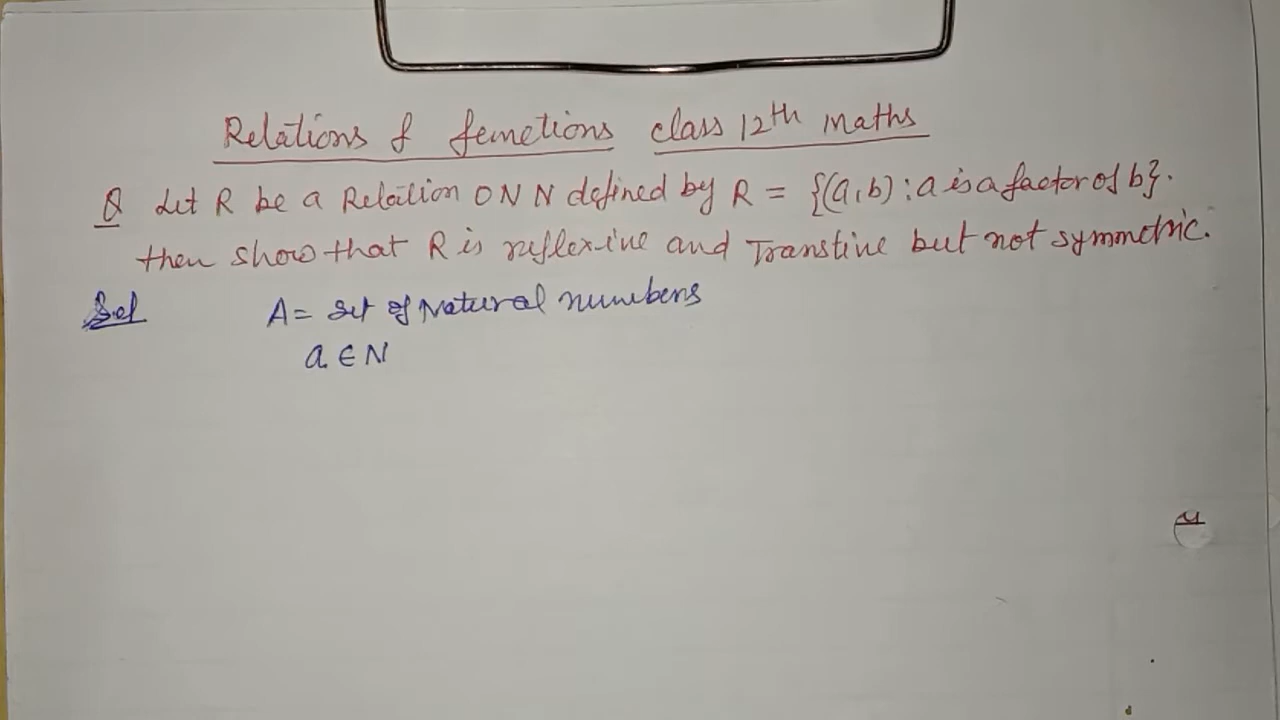 Relations & functions class 12th maths
Q Let R be a Relation ON N defined by R = {(a,b) : a is a factor of b}.
then show that R is reflexive and Transtive but not symmetric.
Sol A = set of Natural numbers
a ∈ N